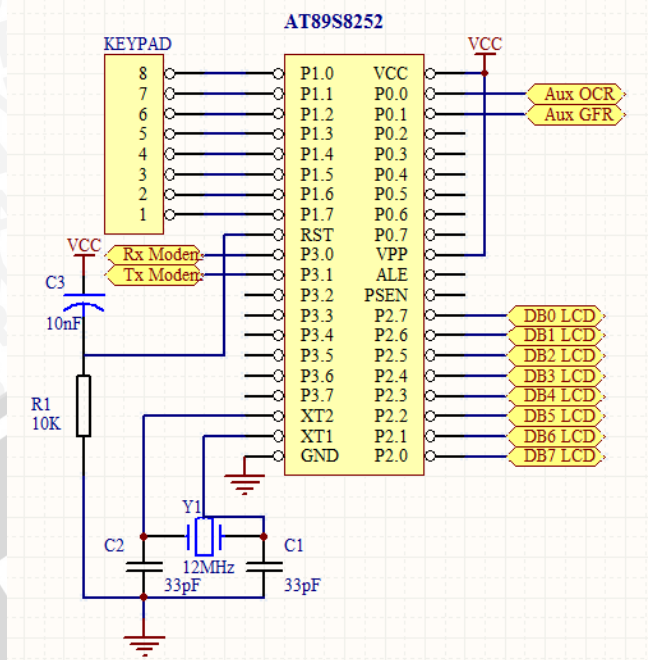 AT89S8252
KEYPAD
VCC
8 P1.0 VCC
7 P1.1 P0.0 Aux OCR
6 P1.2 P0.1 Aux GFR
5 P1.3 P0.2
4 P1.4 P0.3
3 P1.5 P0.4
2 P1.6 P0.5
1 P1.7 P0.6
RST P0.7
VCC
Rx Modem P3.0 VPP
Tx Modem P3.1 ALE
C3
P3.2 PSEN
10nF
P3.3 P2.7 DB0 LCD
P3.4 P2.6 DB1 LCD
P3.5 P2.5 DB2 LCD
P3.6 P2.4 DB3 LCD
P3.7 P2.3 DB4 LCD
R1
10K
XT2 P2.2 DB5 LCD
XT1 P2.1 DB6 LCD
GND P2.0 DB7 LCD
Y1
C2 C1
12MHz
33pF 33pF